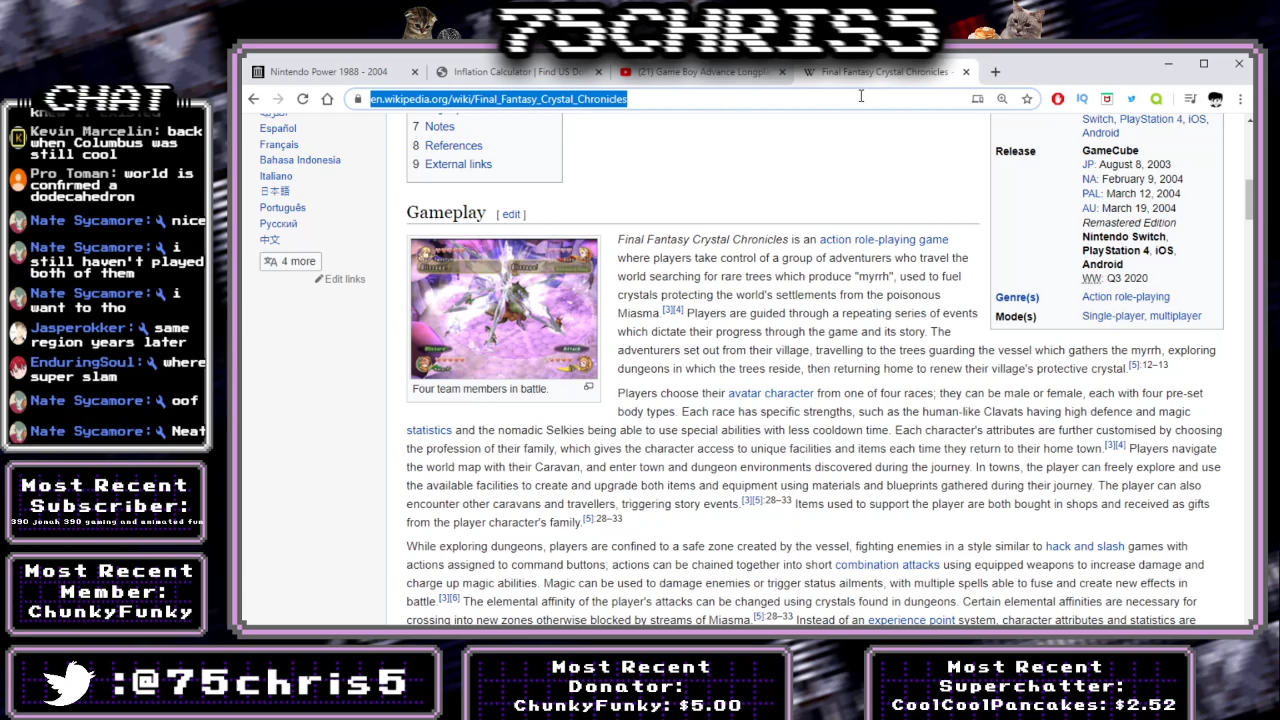 75CHRIS5
Nintendo Power 1988 - 2004
Inflation Calculator | Find US Do
(21) Game Boy Advance Longpl
Final Fantasy Crystal Chronicles -
en.wikipedia.org/wiki/Final_Fantasy_Crystal_Chronicles
CHAT
Kevin Marcelin: back
when Columbus was
still cool
Pro Toman: world is
confirmed a
dodecahedron
Nate Sycamore: nice
Nate Sycamore: i
still haven't played
both of them
Nate Sycamore: i
want to tho
Jasperokker: same
region years later
EnduringSoul: where
super slam
Nate Sycamore: oof
Nate Sycamore: Neat
Most Recent
Subscriber:
390 jonah 390 gaming and animated fun
Most Recent
Member:
ChunkyFunky
Español
Français
Bahasa Indonesia
Italiano
日本語
Português
Русский
中文
4 more
Edit links
7 Notes
8 References
9 External links
Gameplay [ edit ]
Four team members in battle.
Final Fantasy Crystal Chronicles is an action role-playing game
where players take control of a group of adventurers who travel the
world searching for rare trees which produce "myrrh", used to fuel
crystals protecting the world's settlements from the poisonous
Miasma.[3][4] Players are guided through a repeating series of events
which dictate their progress through the game and its story. The
adventurers set out from their village, travelling to the trees guarding the vessel which gathers the myrrh, exploring
dungeons in which the trees reside, then returning home to renew their village's protective crystal.[5]:12–13
Players choose their avatar character from one of four races; they can be male or female, each with four pre-set
body types. Each race has specific strengths, such as the human-like Clavats having high defence and magic
statistics and the nomadic Selkies being able to use special abilities with less cooldown time. Each character's attributes are further customised by choosing
the profession of their family, which gives the character access to unique facilities and items each time they return to their home town.[3][4] Players navigate
the world map with their Caravan, and enter town and dungeon environments discovered during the journey. In towns, the player can freely explore and use
the available facilities to create and upgrade both items and equipment using materials and blueprints gathered during their journey. The player can also
encounter other caravans and travellers, triggering story events.[3][5]:28–33 Items used to support the player are both bought in shops and received as gifts
from the player character's family.[5]:28–33
While exploring dungeons, players are confined to a safe zone created by the vessel, fighting enemies in a style similar to hack and slash games with
actions assigned to command buttons; actions can be chained together into short combination attacks using equipped weapons to increase damage and
charge up magic abilities. Magic can be used to damage enemies or trigger status ailments, with multiple spells able to fuse and create new effects in
battle.[3][6] The elemental affinity of the player's attacks can be changed using crystals found in dungeons. Certain elemental affinities are necessary for
crossing into new zones otherwise blocked by streams of Miasma.[5]:28–33 Instead of an experience point system, character attributes and statistics are
Switch, PlayStation 4, iOS,
Android
Release
GameCube
JP: August 8, 2003
NA: February 9, 2004
PAL: March 12, 2004
AU: March 19, 2004
Remastered Edition
Nintendo Switch,
PlayStation 4, iOS,
Android
WW: Q3 2020
Genre(s) Action role-playing
Mode(s) Single-player, multiplayer
:@75chris5
Most Recent
Donator:
ChunkyFunky: $5.00
Most Recent
Superchatter:
CoolCoolPancakes: $2.52